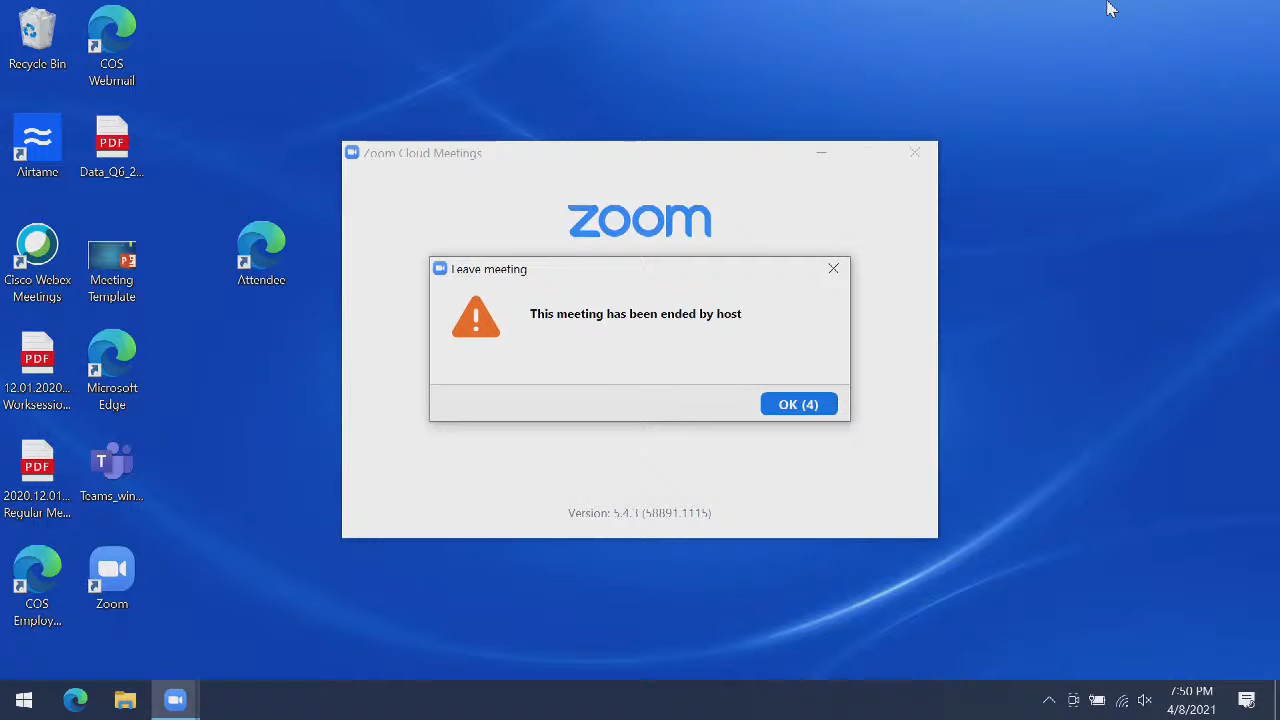 Recycle Bin
COS
Webmail
Airtame
PDF
Data_Q6_2...
Cisco Webex
Meetings
Meeting
Template
Attendee
PDF
12.01.2020...
Worksessio...
Microsoft
Edge
PDF
2020.12.01...
Regular Me...
T
Teams_win...
COS
Employ...
Zoom
Zoom Cloud Meetings
zoom
Leave meeting
This meeting has been ended by host
OK (4)
Version: 5.4.3 (58891.1115)
7:50 PM
4/8/2021